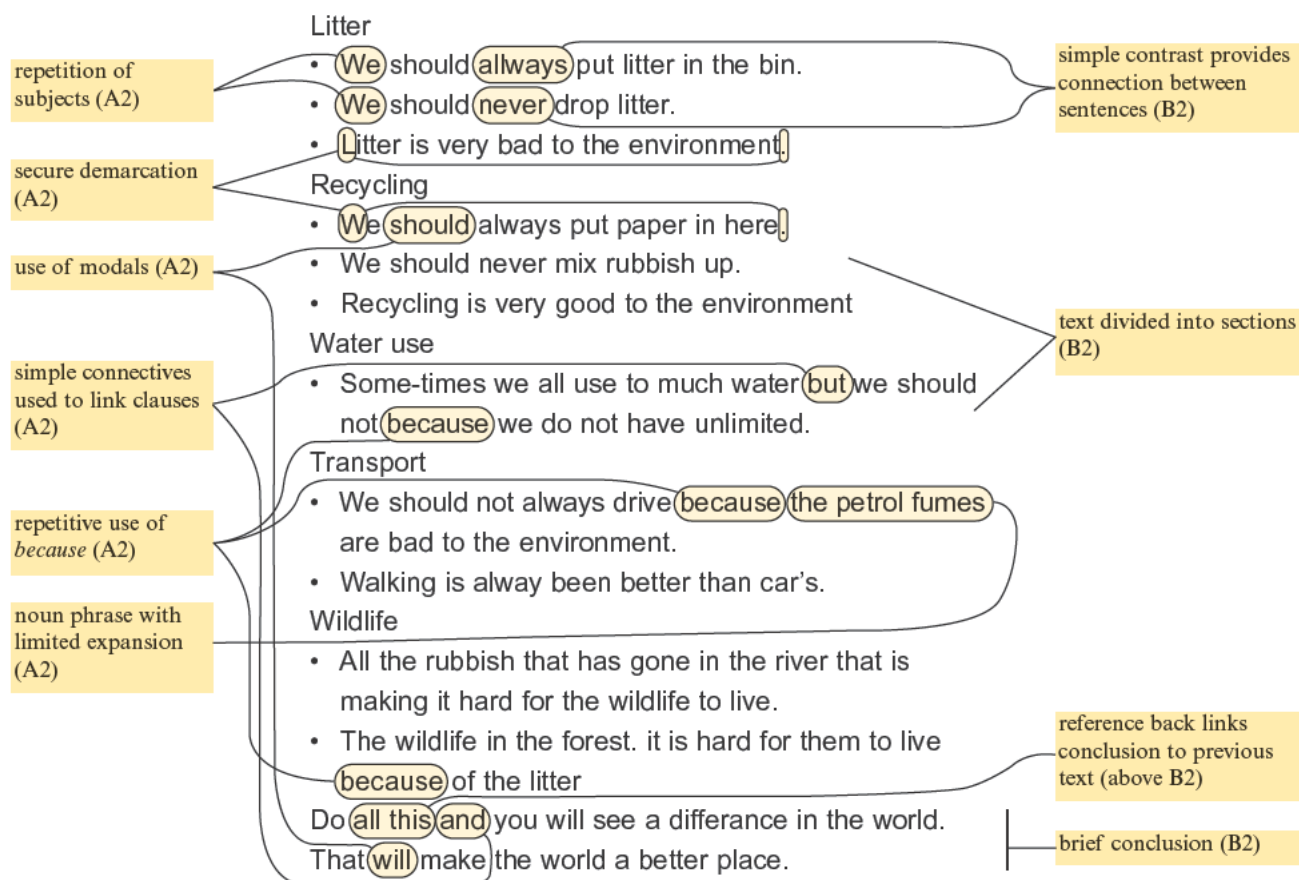 Litter
• We should allways put litter in the bin.
• We should never drop litter.
• Litter is very bad to the environment.
Recycling
• We should always put paper in here.
• We should never mix rubbish up.
• Recycling is very good to the environment
Water use
• Some-times we all use to much water but we should
not because we do not have unlimited.
Transport
• We should not always drive because the petrol fumes
are bad to the environment.
• Walking is alway been better than car's.
Wildlife
• All the rubbish that has gone in the river that is
making it hard for the wildlife to live.
• The wildlife in the forest. it is hard for them to live
because of the litter
Do all this and you will see a differance in the world.
That will make the world a better place.
repetition of
subjects (A2)
secure demarcation
(A2)
use of modals (A2)
simple connectives
used to link clauses
(A2)
repetitive use of
because (A2)
noun phrase with
limited expansion
(A2)
simple contrast provides
connection between
sentences (B2)
text divided into sections
(B2)
reference back links
conclusion to previous
text (above B2)
brief conclusion (B2)